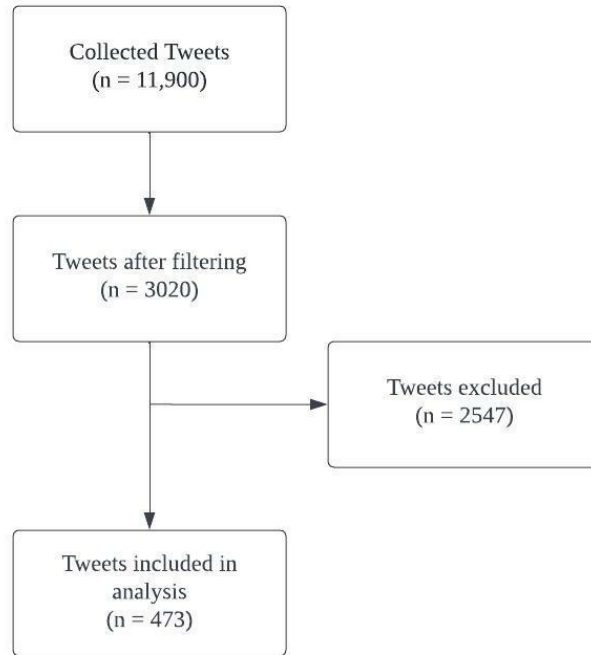 Collected Tweets
(n = 11,900)
Tweets after filtering
(n = 3020)
Tweets excluded
(n = 2547)
Tweets included in
analysis
(n = 473)